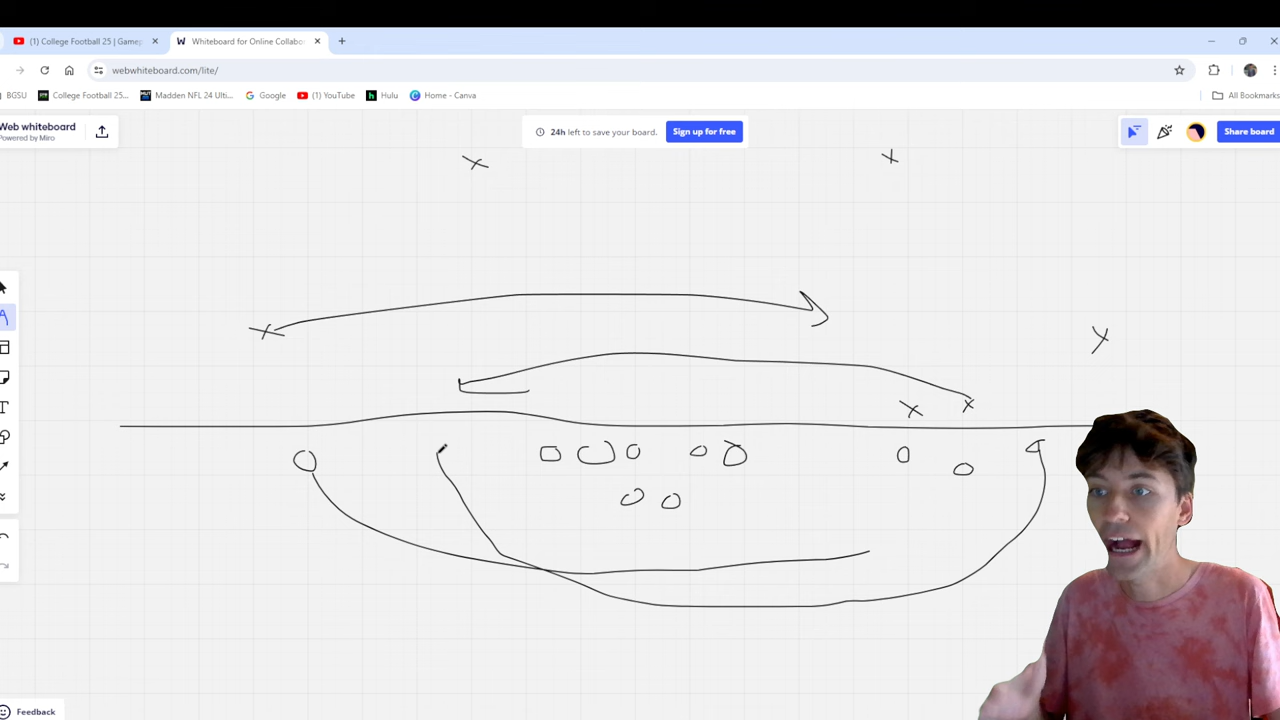 (1) College Football 25 | Gamep
Whiteboard for Online Collabo
webwhiteboard.com/lite/
BGSU
College Football 25...
Madden NFL 24 Ulti...
Google
(1) YouTube
Hulu
Home - Canva
All Bookmarks
Web whiteboard
Powered by Miro
24h left to save your board.
Sign up for free
Share board
Feedback